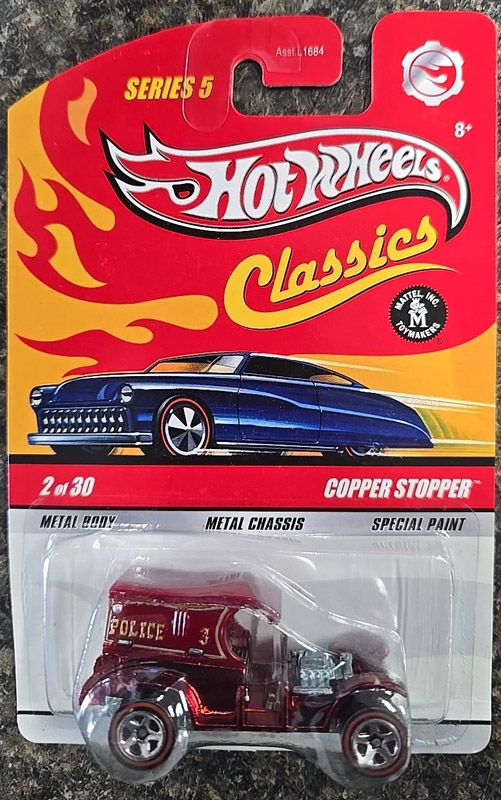 Asst.L1684
SERIES 5
8+
HOT WHEELS®
Classics
MATTEL, INC.
M
TOYMAKERS
®
2 of 30
COPPER STOPPER™
METAL BODY
METAL CHASSIS
SPECIAL PAINT
POLICE
3